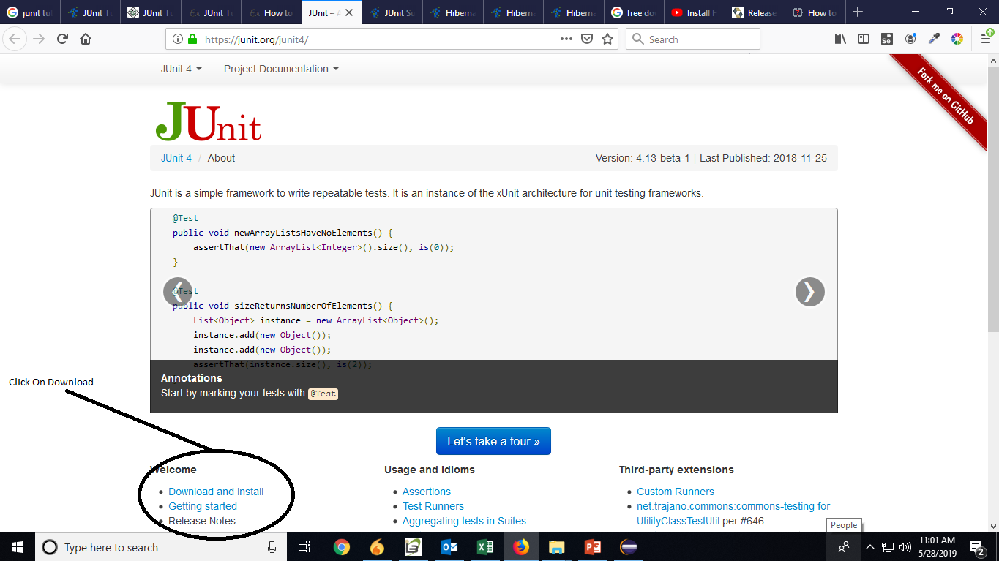 junit tut
JUnit Tu
JUnit Tu
JUnit Tu
How to
JUnit – A
JUnit Su
Hiberna
Hiberna
Hiberna
free do
Install H
Release
How to
https://junit.org/junit4/
Search
JUnit 4
Project Documentation
Fork me on GitHub
JUnit
JUnit 4 / About
Version: 4.13-beta-1 | Last Published: 2018-11-25
JUnit is a simple framework to write repeatable tests. It is an instance of the xUnit architecture for unit testing frameworks.
@Test
public void newArrayListsHaveNoElements() {
assertThat(new ArrayList<Integer>().size(), is(0));
}
@Test
public void sizeReturnsNumberOfElements() {
List<Object> instance = new ArrayList<Object>();
instance.add(new Object());
instance.add(new Object());
assertThat(instance.size(), is(2));
Annotations
Start by marking your tests with @Test.
Click On Download
Let's take a tour »
Welcome
Download and install
Getting started
Release Notes
Usage and Idioms
Assertions
Test Runners
Aggregating tests in Suites
Third-party extensions
Custom Runners
net.trajano.commons:commons-testing for
UtilityClassTestUtil per #646
People
Type here to search
11:01 AM
5/28/2019
2